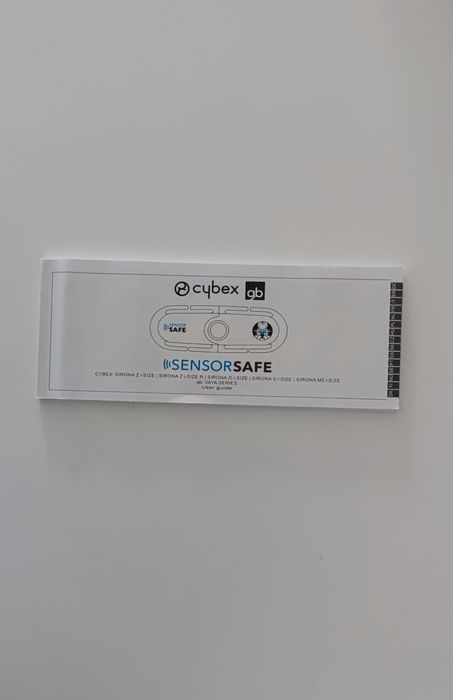 cybex gb
SENSOR
SAFE
SENSORSAFE
CYBEX: SIRONA Z i-SIZE | SIRONA Z i-SIZE R | SIRONA Zi i-SIZE | SIRONA S i-SIZE | SIRONA M2 i-SIZE
gb: VAYA SERIES
User guide